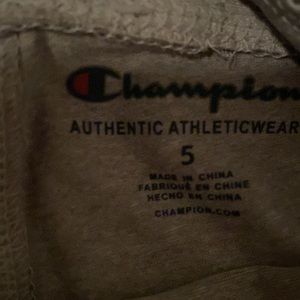 Champion
AUTHENTIC ATHLETICWEAR
5
MADE IN CHINA
FABRIQUÉ EN CHINE
HECHO EN CHINA
CHAMPION.COM